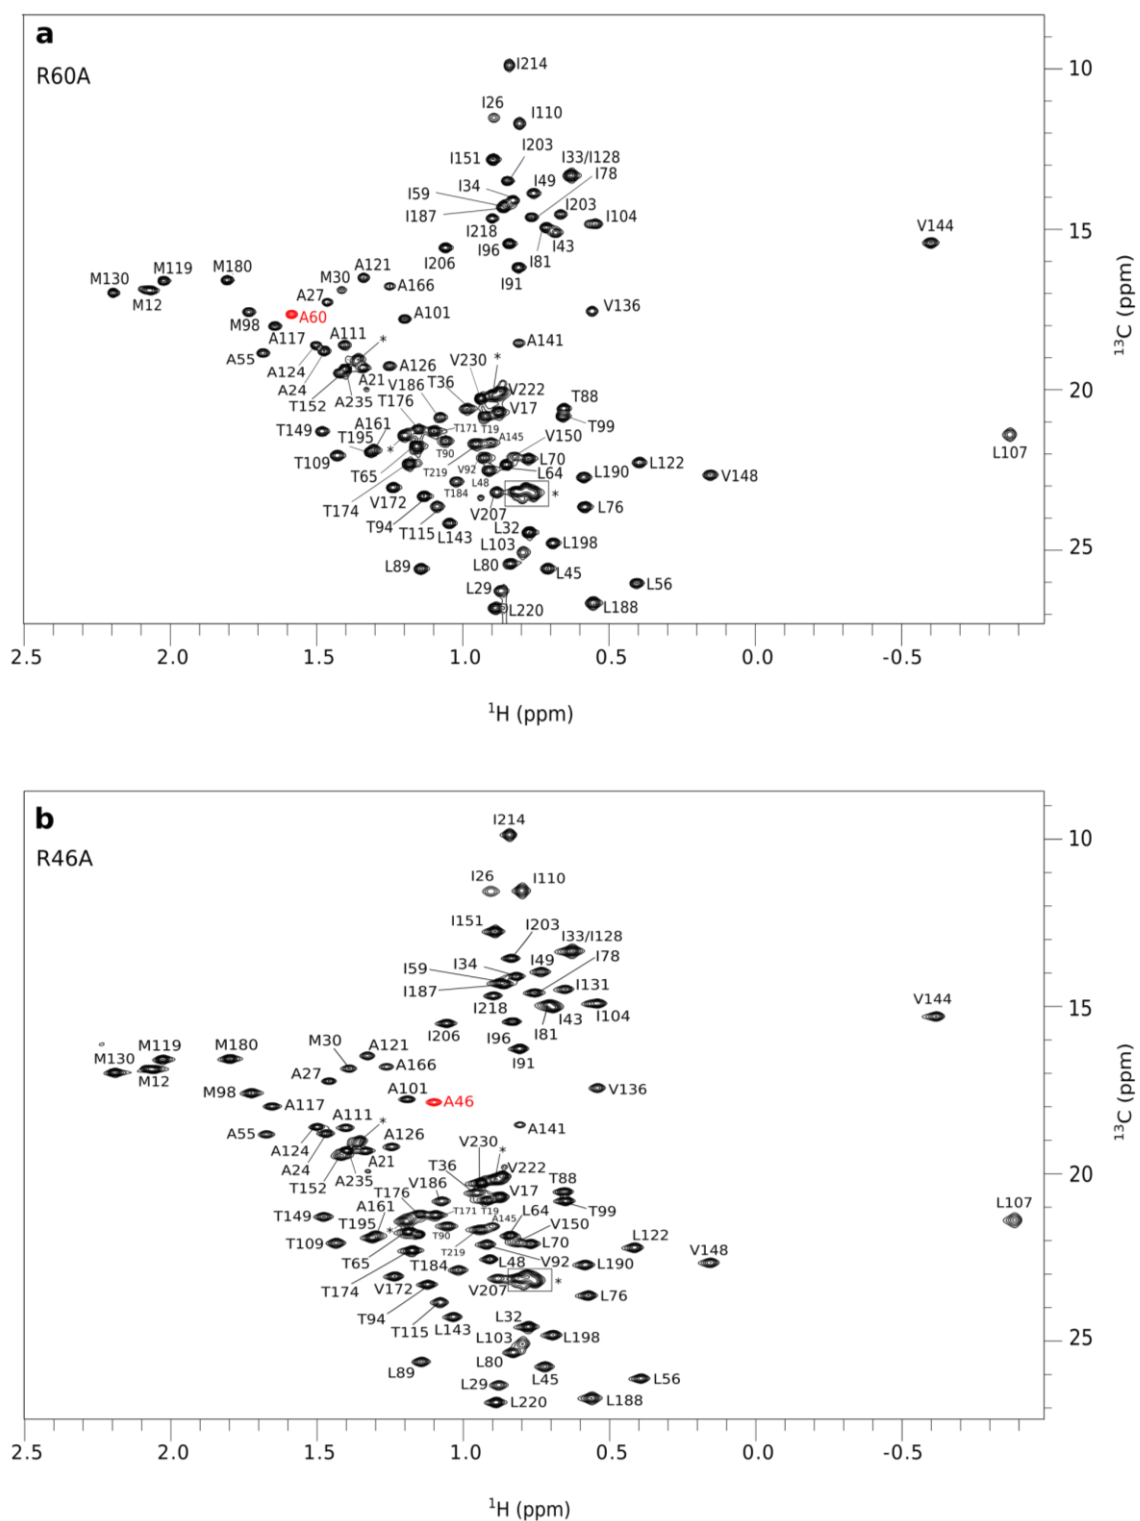 a
R60A
I214
10
I26
I110
I203
I151
I33/I128
I78
I34
I49
I59
I203
I187
I104
I218
I43
V144
15
I96
I206
I81
M119
M180
A121
I91
M130
M30
A166
M12
A27
V136
A60
A101
M98
A111
*
A117
A141
A55
V230
*
A126
A124
V222
20
A24
A21
V186
T36
T88
T152
A235
T176
V17
A161
T171
T19
T99
T149
A145
V150
T195
*
T90
L107
T109
L70
L122
T65
T219
V92
L64
L190
V148
L48
T174
V172
T184
*
V207
L76
T94
T115
L143
L32
L103
L198
25
L89
L80
L45
L56
L29
L220
L188
2.5
2.0
1.5
1.0
0.5
0.0
-0.5
1H (ppm)
13C (ppm)
b
R46A
I214
10
I26
I110
I151
I203
I33/I128
I78
I34
I49
I59
I187
I131
I218
I43
I104
V144
15
I81
I206
I96
M119
M180
M30
A121
I91
M130
A166
M12
A27
M98
A101
A46
V136
A117
A111
*
A55
A126
A141
A124
V230
*
A24
A21
T36
V222
20
T152
A235
V186
T88
T176
V17
A161
T171
T19
L64
T99
T149
T195
A145
V150
L107
*
T90
L122
T109
L70
T65
T219
V148
T184
L48
V92
L190
T174
V172
V207
*
L76
T94
T115
L143
L32
L103
L198
25
L80
L89
L45
L56
L29
L220
L188
2.5
2.0
1.5
1.0
0.5
0.0
-0.5
1H (ppm)
13C (ppm)